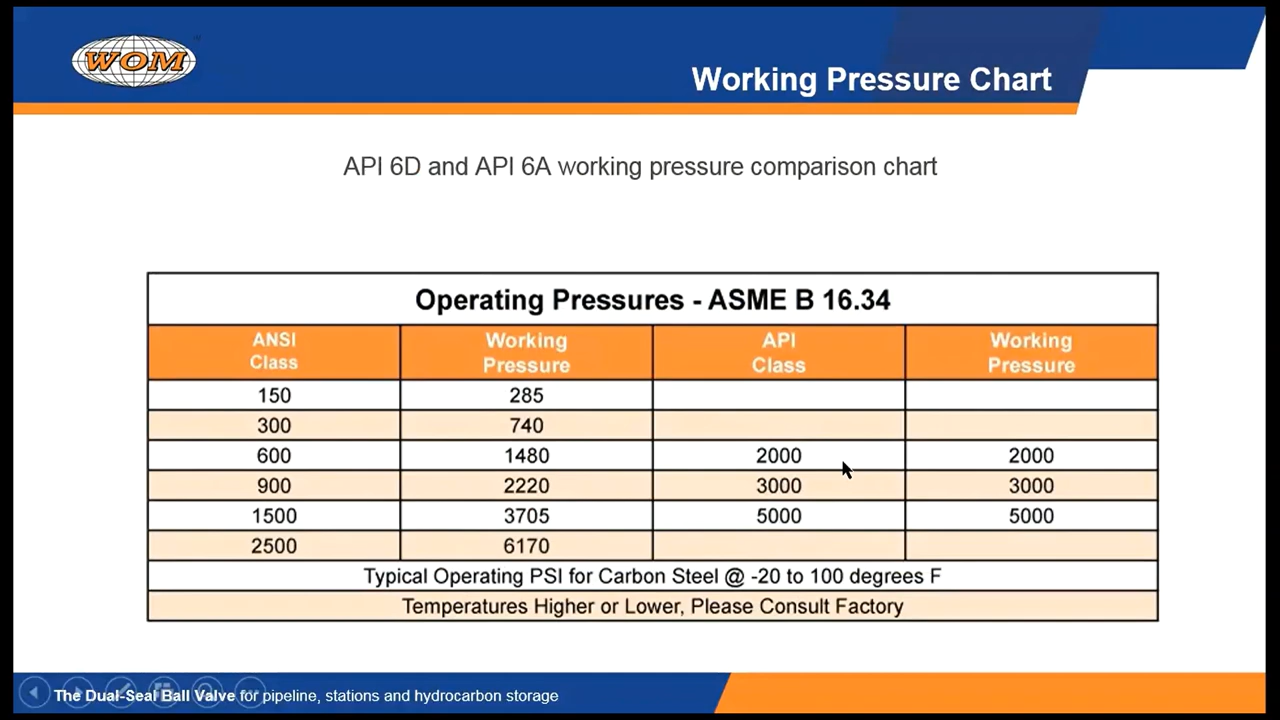 WOM
Working Pressure Chart
API 6D and API 6A working pressure comparison chart
Operating Pressures - ASME B 16.34
ANSI Class Working Pressure API Class Working Pressure
150 285
300 740
600 1480 2000 2000
900 2220 3000 3000
1500 3705 5000 5000
2500 6170
Typical Operating PSI for Carbon Steel @ -20 to 100 degrees F
Temperatures Higher or Lower, Please Consult Factory
The Dual-Seal Ball Valve for pipeline, stations and hydrocarbon storage